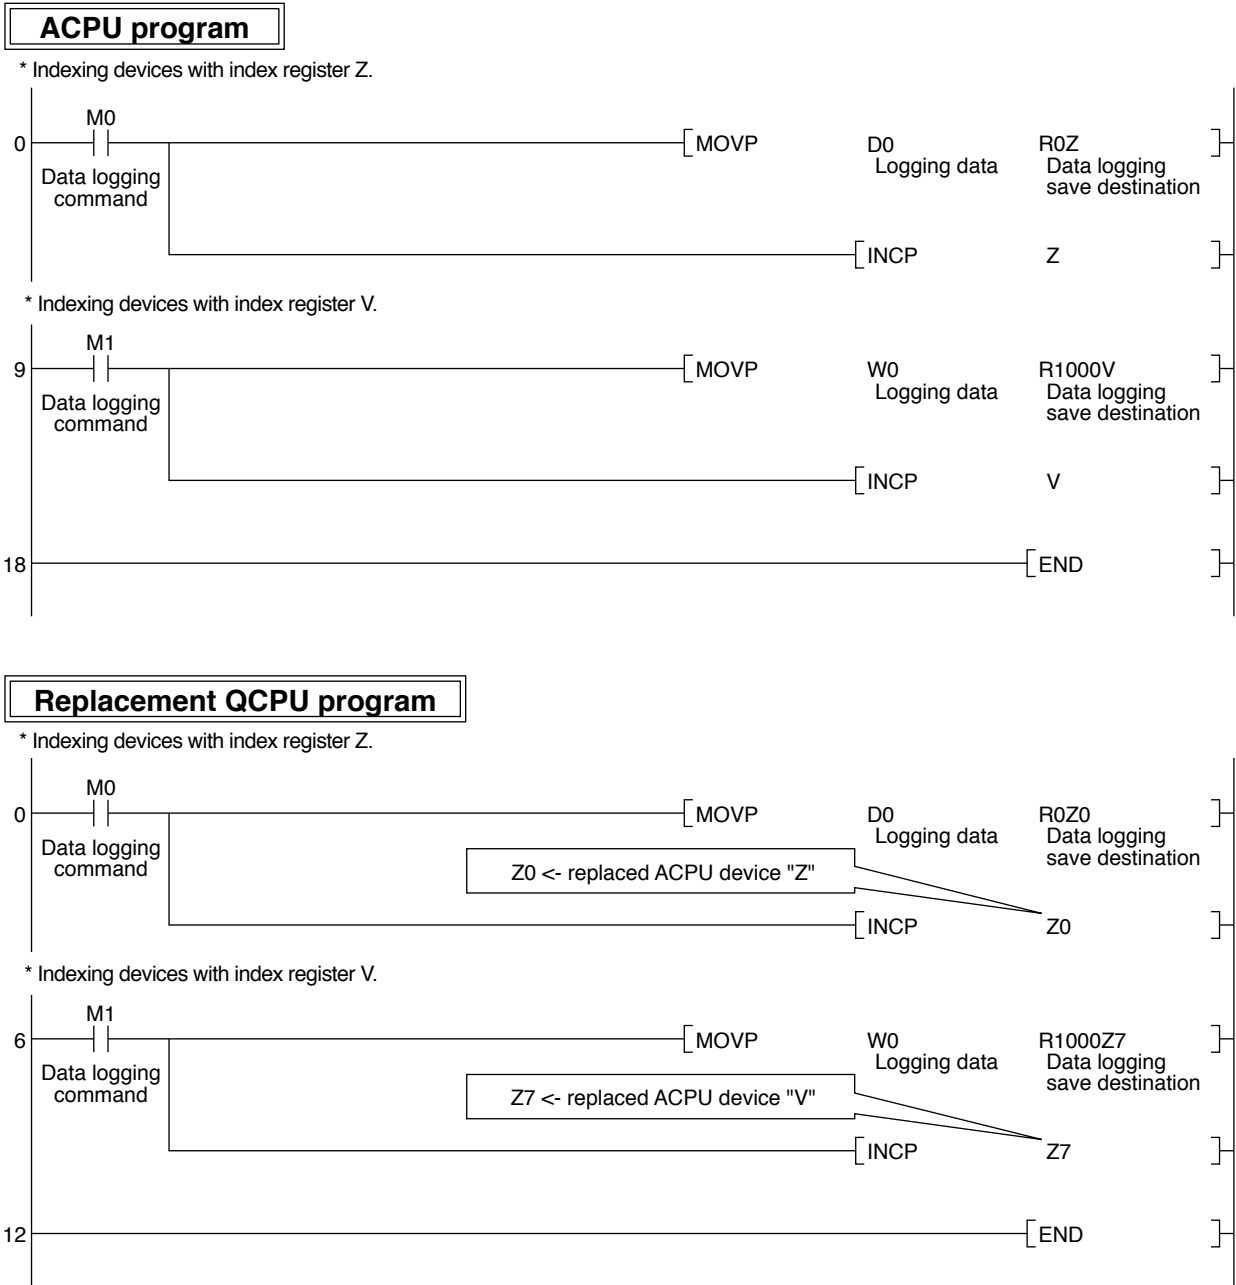 ACPU program
* Indexing devices with index register Z.
M0
0
MOVP D0 R0Z
Logging data Data logging
save destination
Data logging
command
INCP Z
* Indexing devices with index register V.
M1
9
MOVP W0 R1000V
Logging data Data logging
save destination
Data logging
command
INCP V
18
END
Replacement QCPU program
* Indexing devices with index register Z.
M0
0
MOVP D0 R0Z0
Logging data Data logging
save destination
Data logging
command
Z0 <- replaced ACPU device "Z"
INCP Z0
* Indexing devices with index register V.
M1
6
MOVP W0 R1000Z7
Logging data Data logging
save destination
Data logging
command
Z7 <- replaced ACPU device "V"
INCP Z7
12
END